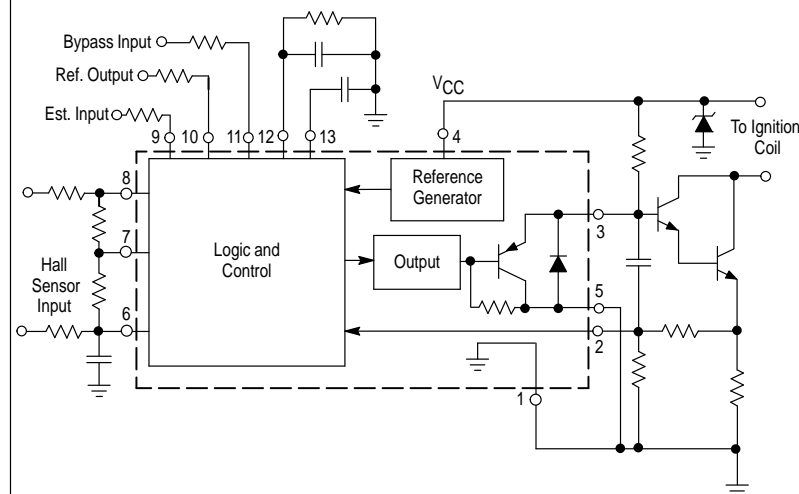 Bypass Input
Ref. Output
Est. Input
9
10
11
12
13
VCC
4
To Ignition
Coil
8
7
6
Hall
Sensor
Input
Logic and
Control
Reference
Generator
Output
3
5
2
1